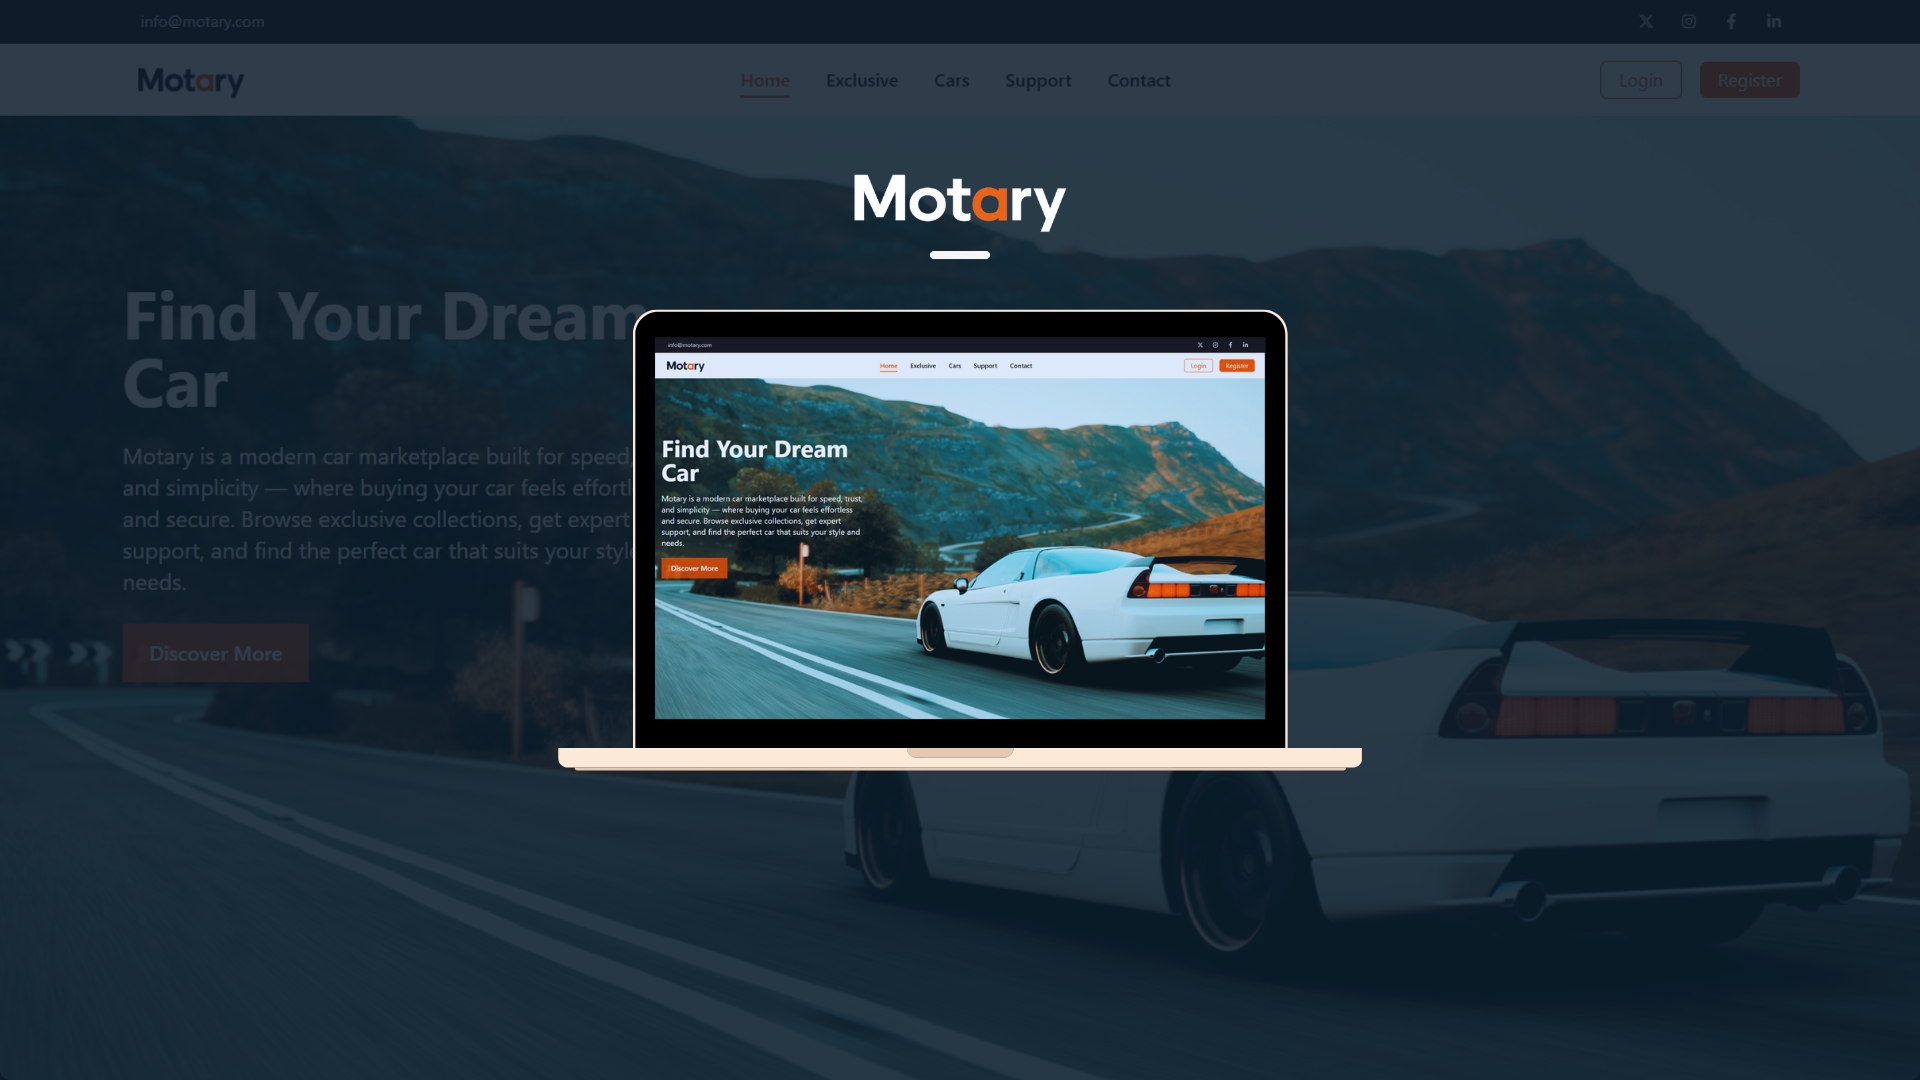 info@motary.com
Motary
Home Exclusive Cars Support Contact
Login Register
Motary
Find Your Dream
Car
Motary is a modern car marketplace built for speed,
and simplicity — where buying your car feels effortl
and secure. Browse exclusive collections, get expert
support, and find the perfect car that suits your style
needs.
Discover More
info@motary.com
Motary
Home Exclusive Cars Support Contact
Login Register
Find Your Dream
Car
Motary is a modern car marketplace built for speed, trust,
and simplicity — where buying your car feels effortless
and secure. Browse exclusive collections, get expert
support, and find the perfect car that suits your style and
needs.
Discover More